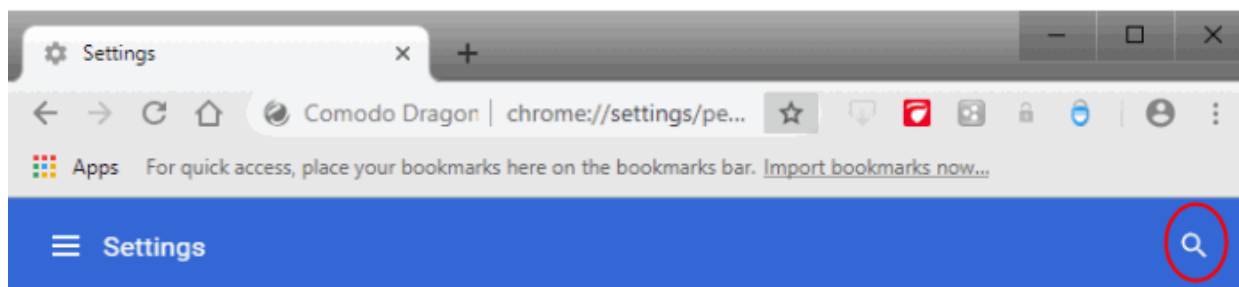 Settings
Comodo Dragon | chrome://settings/pe...
Apps For quick access, place your bookmarks here on the bookmarks bar. Import bookmarks now...
Settings